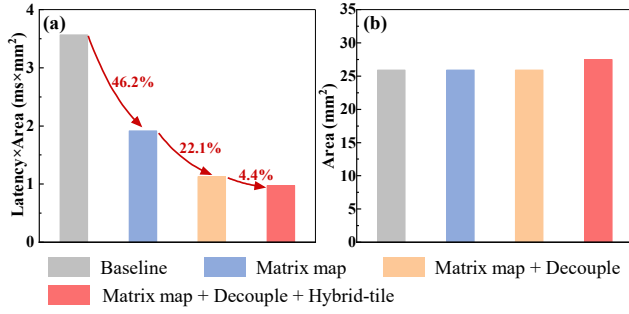 (a)
Latency×Area (ms×mm²)
4
3
2
1
0
46.2%
22.1%
4.4%
(b)
Area (mm²)
35
30
25
20
15
10
5
0
Baseline
Matrix map
Matrix map + Decouple
Matrix map + Decouple + Hybrid-tile